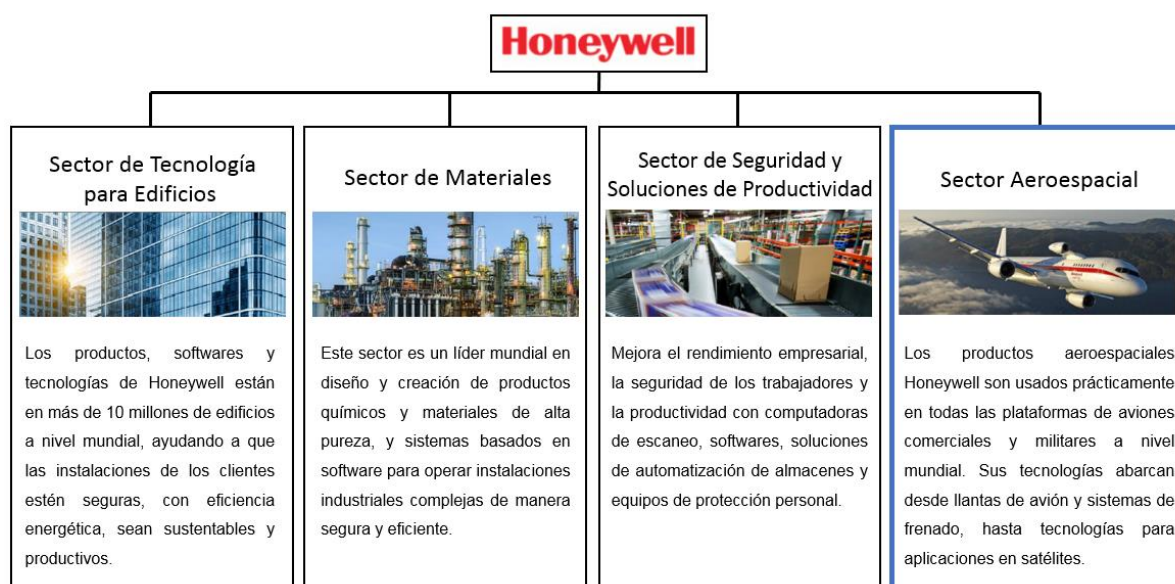 Honeywell
Sector de Tecnología
para Edificios
Los productos, softwares y
tecnologías de Honeywell están
en más de 10 millones de edificios
a nivel mundial, ayudando a que
las instalaciones de los clientes
estén seguras, con eficiencia
energética, sean sustentables y
productivos.
Sector de Materiales
Este sector es un líder mundial en
diseño y creación de productos
químicos y materiales de alta
pureza, y sistemas basados en
software para operar instalaciones
industriales complejas de manera
segura y eficiente.
Sector de Seguridad y
Soluciones de Productividad
Mejora el rendimiento empresarial,
la seguridad de los trabajadores y
la productividad con computadoras
de escaneo, softwares, soluciones
de automatización de almacenes y
equipos de protección personal.
Sector Aeroespacial
Los productos aeroespaciales
Honeywell son usados prácticamente
en todas las plataformas de aviones
comerciales y militares a nivel
mundial. Sus tecnologías abarcan
desde llantas de avión y sistemas de
frenado, hasta tecnologías para
aplicaciones en satélites.